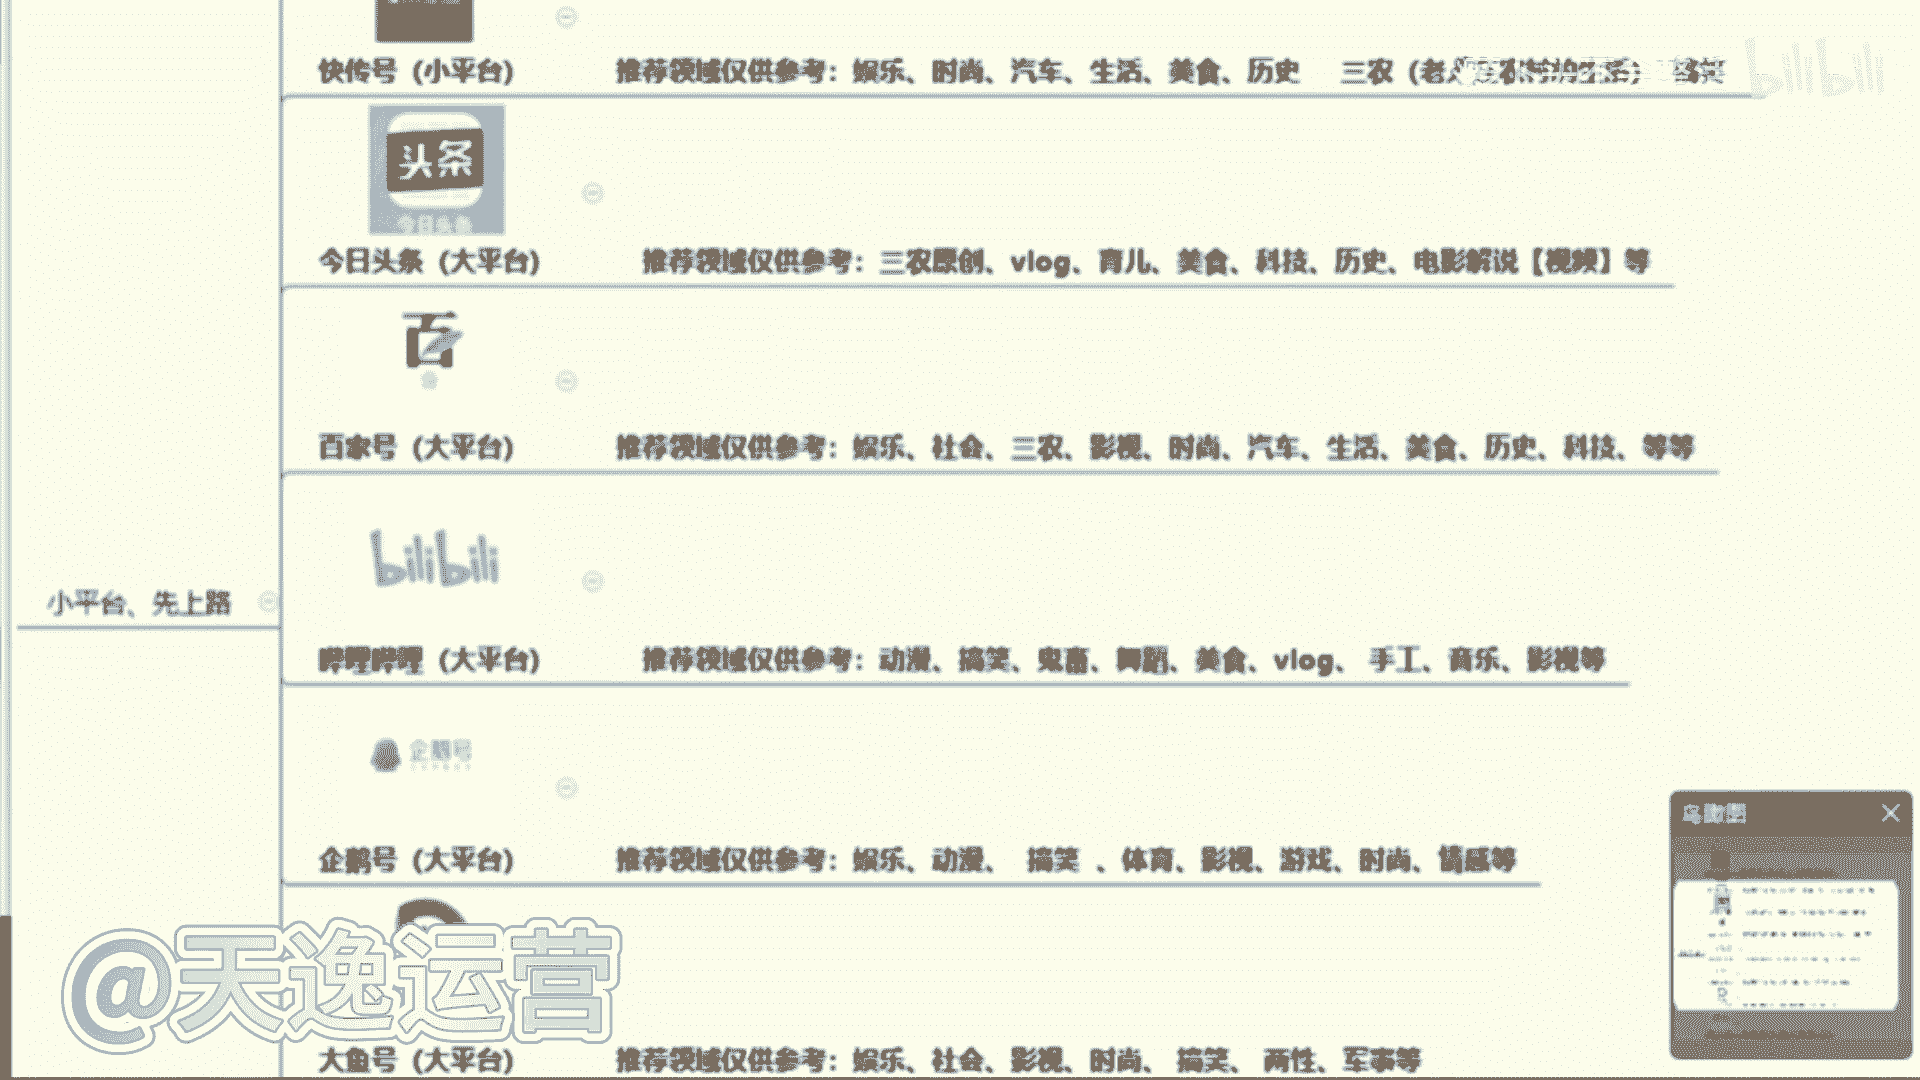 快传号（小平台） 推荐领域仅供参考：娱乐、时尚、汽车、生活、美食、历史 三农（老人 搞笑
bilibili
头条
今日头条
今日头条（大平台） 推荐领域仅供参考：三农原创、vlog、育儿、美食、科技、历史、电影解说【视频】等
百
百家号（大平台） 推荐领域仅供参考：娱乐、社会、三农、影视、时尚、汽车、生活、美食、历史、科技、等等
bilibili
小平台、先上路
哔哩哔哩（大平台） 推荐领域仅供参考：动漫、搞笑、鬼畜、舞蹈、美食、vlog、 手工、音乐、影视等
企鹅号
企鹅号（大平台） 推荐领域仅供参考：娱乐、动漫、 搞笑 、体育、影视、游戏、时尚、情感等
鸟瞰图
@天逸运营
大鱼号（大平台） 推荐领域仅供参考：娱乐、社会、影视、时尚、 搞笑、 两性、军事等